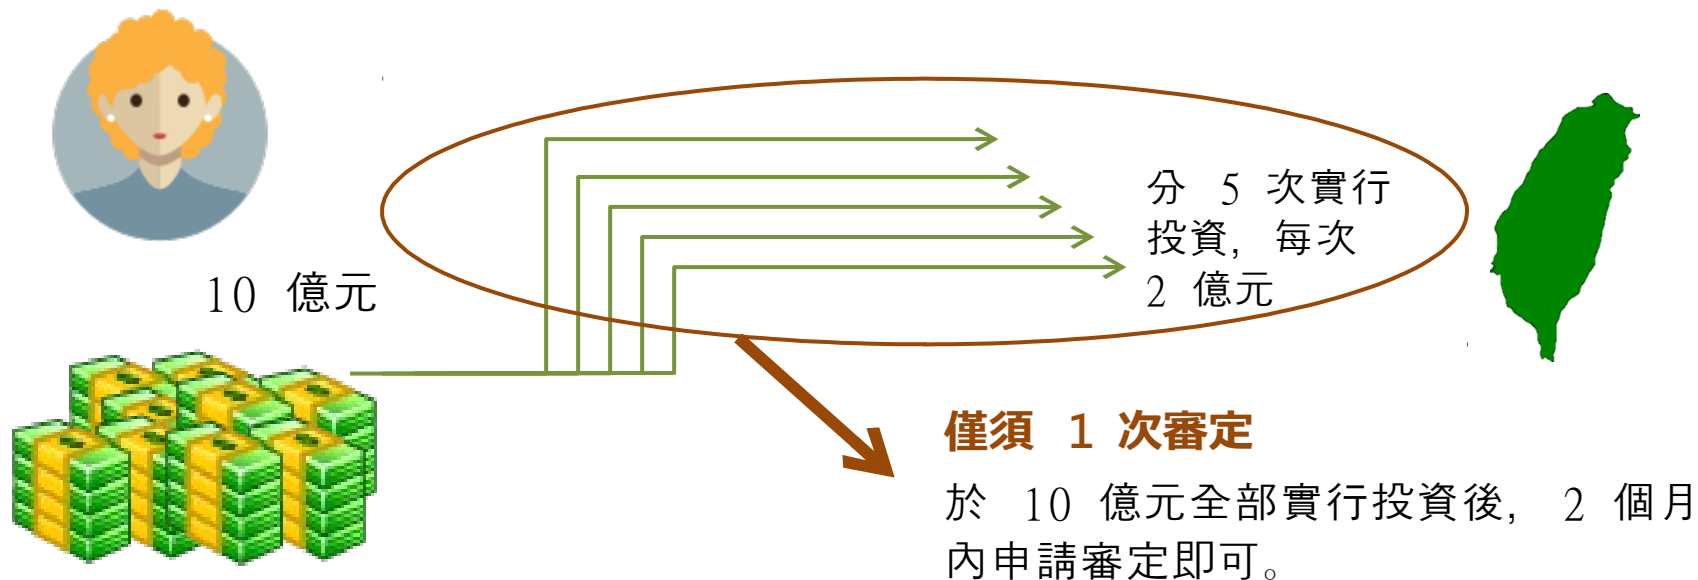 10 億元
分 5 次實行
投資, 每次
2 億元
僅須 1 次審定
於 10 億元全部實行投資後, 2 個月
內申請審定即可。